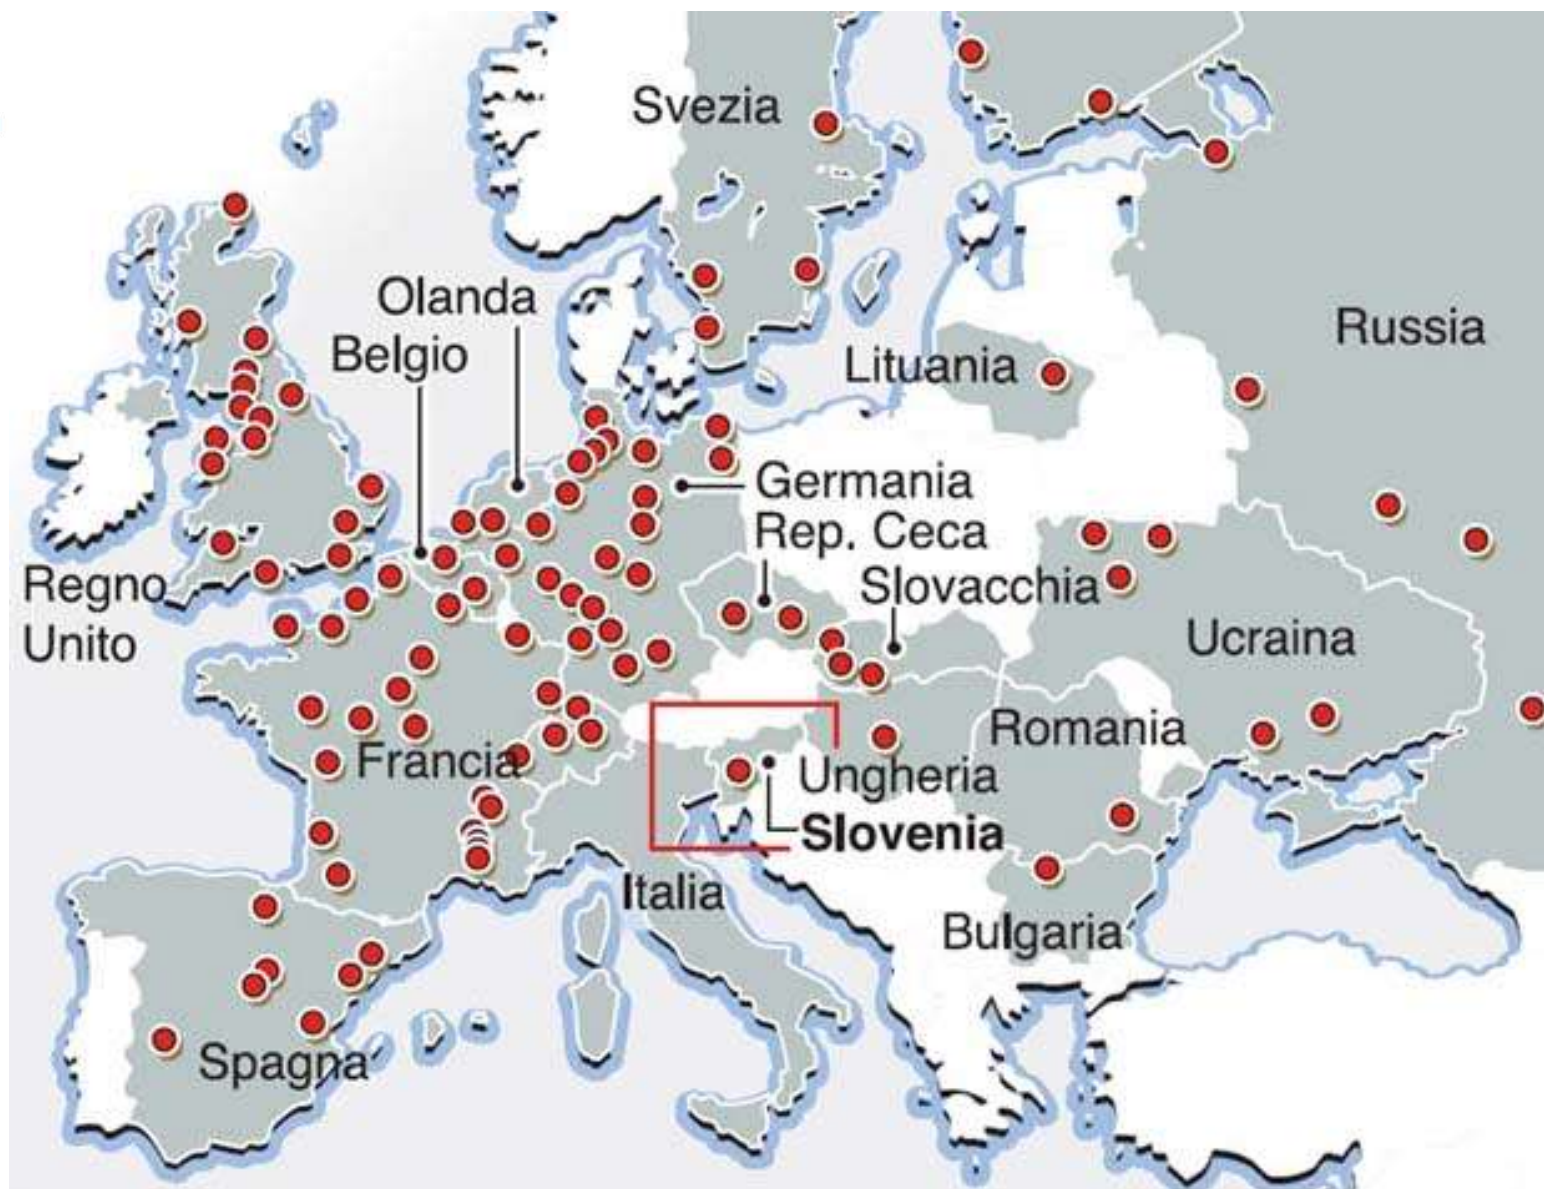 Svezia
Olanda
Belgio
Russia
Lituania
Germania
Rep. Ceca
Slovacchia
Regno
Unito
Ucraina
Romania
Francia
Ungheria
Slovenia
Italia
Bulgaria
Spagna